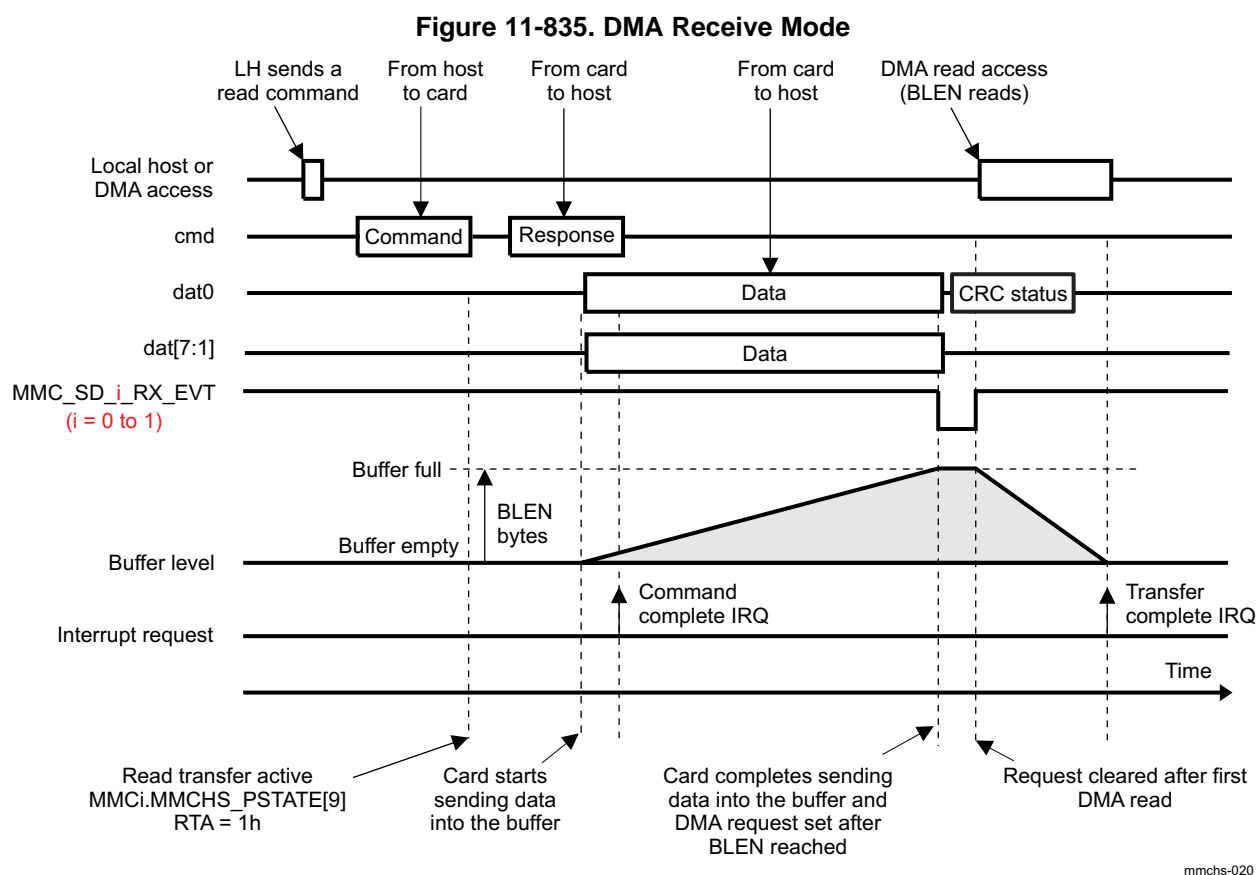 Figure 11-835. DMA Receive Mode
LH sends a
read command
From host
to card
From card
to host
From card
to host
DMA read access
(BLEN reads)
Local host or
DMA access
cmd
Command
Response
dat0
Data
CRC status
dat[7:1]
Data
MMC_SD_i_RX_EVT
(i = 0 to 1)
Buffer full
BLEN
bytes
Buffer empty
Buffer level
Command
complete IRQ
Transfer
complete IRQ
Interrupt request
Time
Read transfer active
MMCi.MMCHS_PSTATE[9]
RTA = 1h
Card starts
sending data
into the buffer
Card completes sending
data into the buffer and
DMA request set after
BLEN reached
Request cleared after first
DMA read
mmchs-020